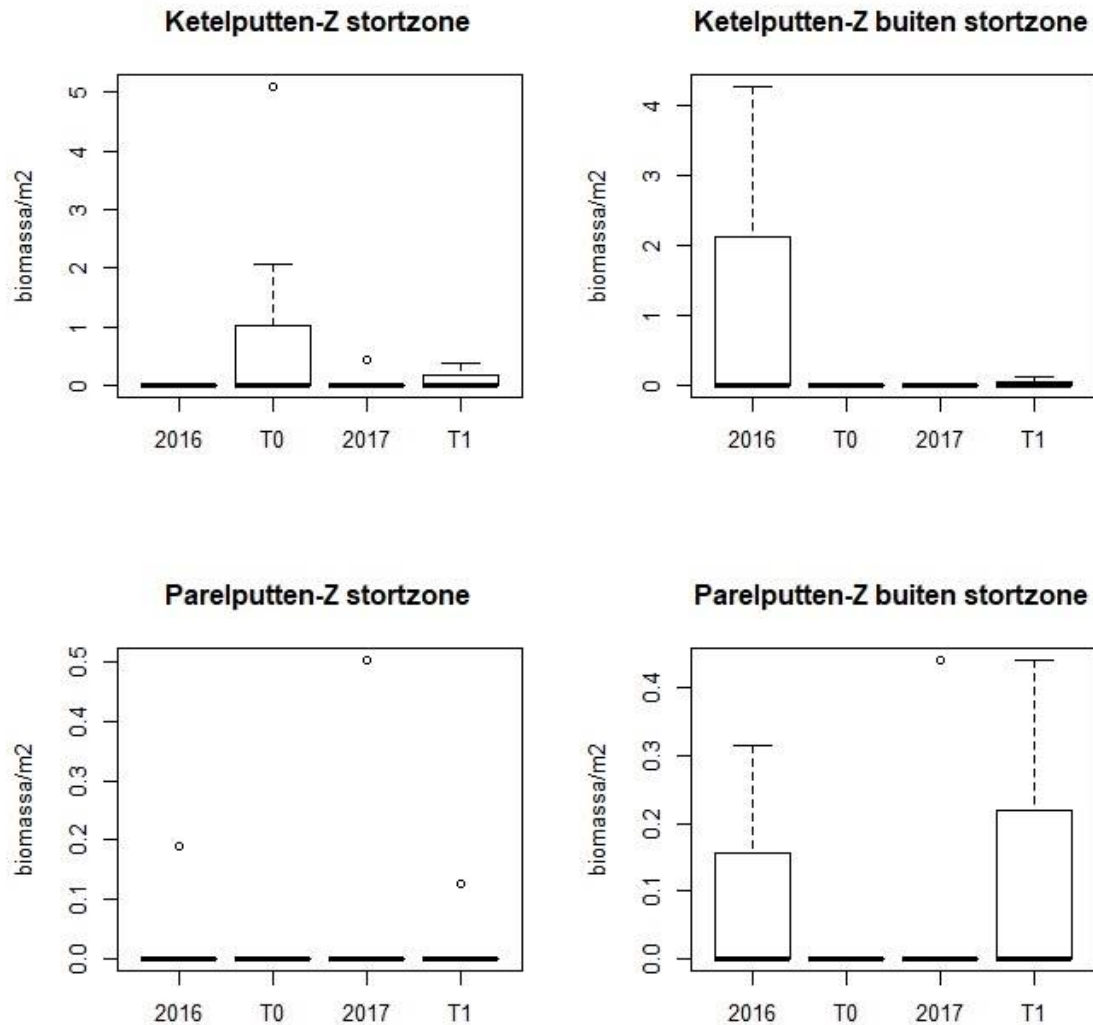 Ketelputten-Z stortzone
biomassa/m2
5
4
3
2
1
0
2016 T0 2017 T1
Ketelputten-Z buiten stortzone
biomassa/m2
4
3
2
1
0
2016 T0 2017 T1
Parelputten-Z stortzone
biomassa/m2
0.5
0.4
0.3
0.2
0.1
0.0
2016 T0 2017 T1
Parelputten-Z buiten stortzone
biomassa/m2
0.4
0.3
0.2
0.1
0.0
2016 T0 2017 T1